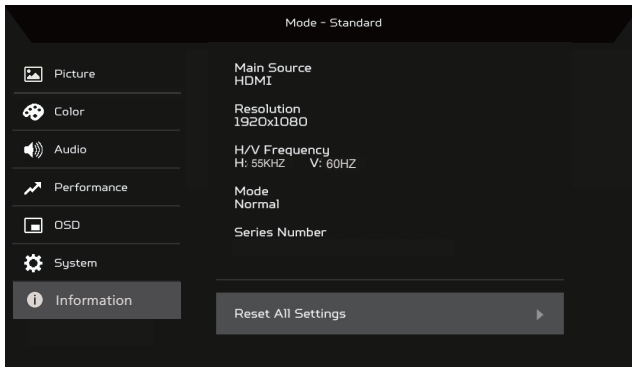 Mode - Standard
Picture
Color
Audio
Performance
OSD
System
Information
Main Source
HDMI
Resolution
1920x1080
H/V Frequency
H: 55KHZ V: 60HZ
Mode
Normal
Series Number
Reset All Settings